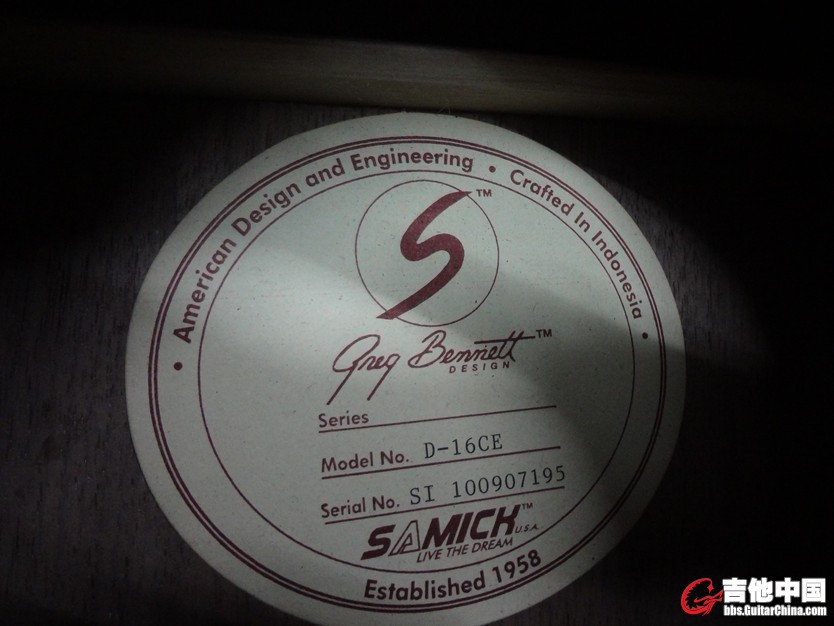 American Design and Engineering • Crafted In Indonesia •
S™
Greg Bennett™
DESIGN
Series
Model No. D-16CE
Serial No. SI 100907195
SAMICK™ U.S.A.
LIVE THE DREAM
Established 1958
吉他中国
bbs.GuitarChina.com